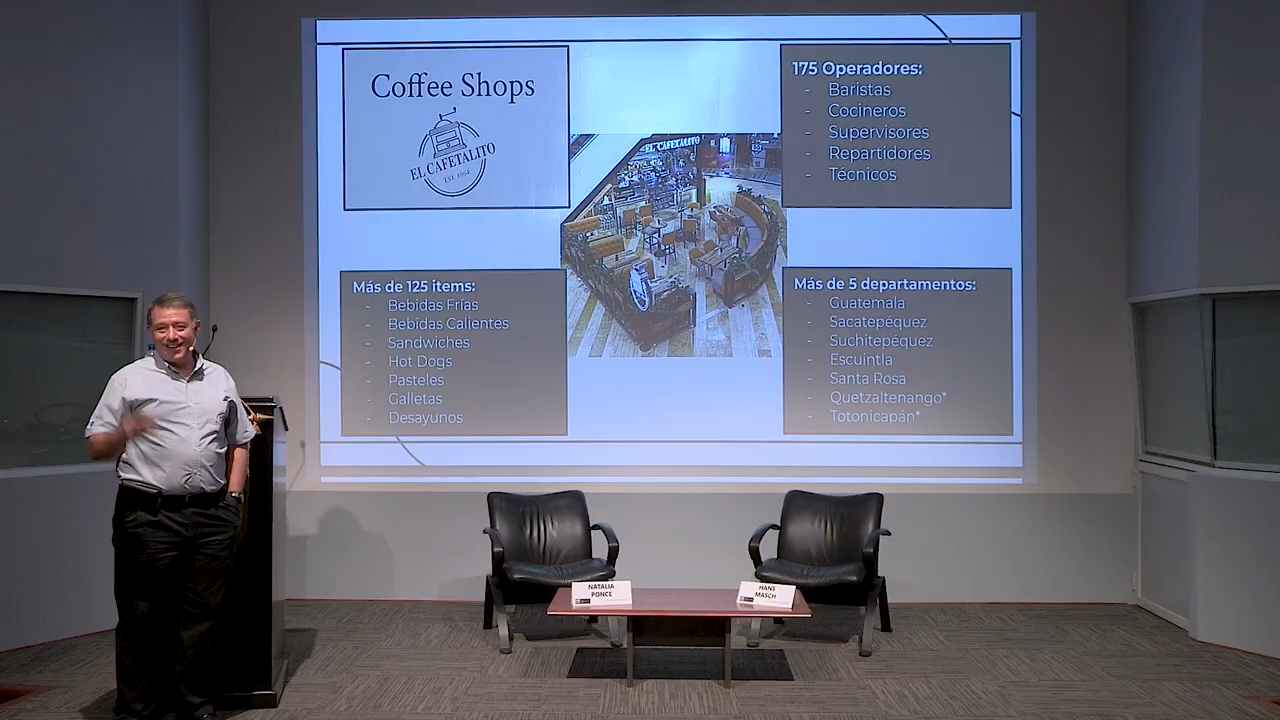 Coffee Shops
EL CAFETALITO
EST. 1964
175 Operadores:
- Baristas
- Cocineros
- Supervisores
- Repartidores
- Técnicos
EL CAFETALITO
Más de 125 items:
- Bebidas Frías
- Bebidas Calientes
- Sandwiches
- Hot Dogs
- Pasteles
- Galletas
- Desayunos
Más de 5 departamentos:
- Guatemala
- Sacatepéquez
- Suchitepéquez
- Escuintla
- Santa Rosa
- Quetzaltenango*
- Totonicapán*
NATALIA
PONCE
HANS
MASCH